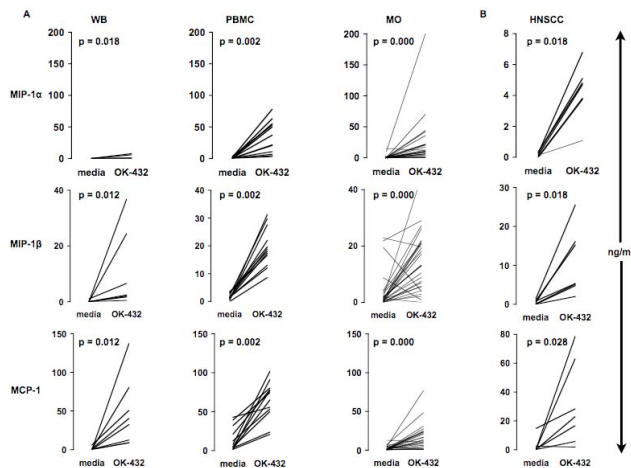 A WB PBMC MO B HNSCC
MIP-1α
200 150 100 50 0
p = 0.018
media OK-432
200 150 100 50 0
p = 0.002
media OK-432
200 150 100 50 0
p = 0.000
media OK-432
8 6 4 2 0
p = 0.018
media OK-432
MIP-1β
40 20 0
p = 0.012
media OK-432
40 30 20 10 0
p = 0.002
media OK-432
40 20 0
p = 0.000
media OK-432
30 20 10 0
p = 0.018
media OK-432
ng/m
MCP-1
150 100 50 0
p = 0.012
media OK-432
150 100 50 0
p = 0.002
media OK-432
150 100 50 0
p = 0.000
media OK-432
80 60 40 20 0
p = 0.028
media OK-432